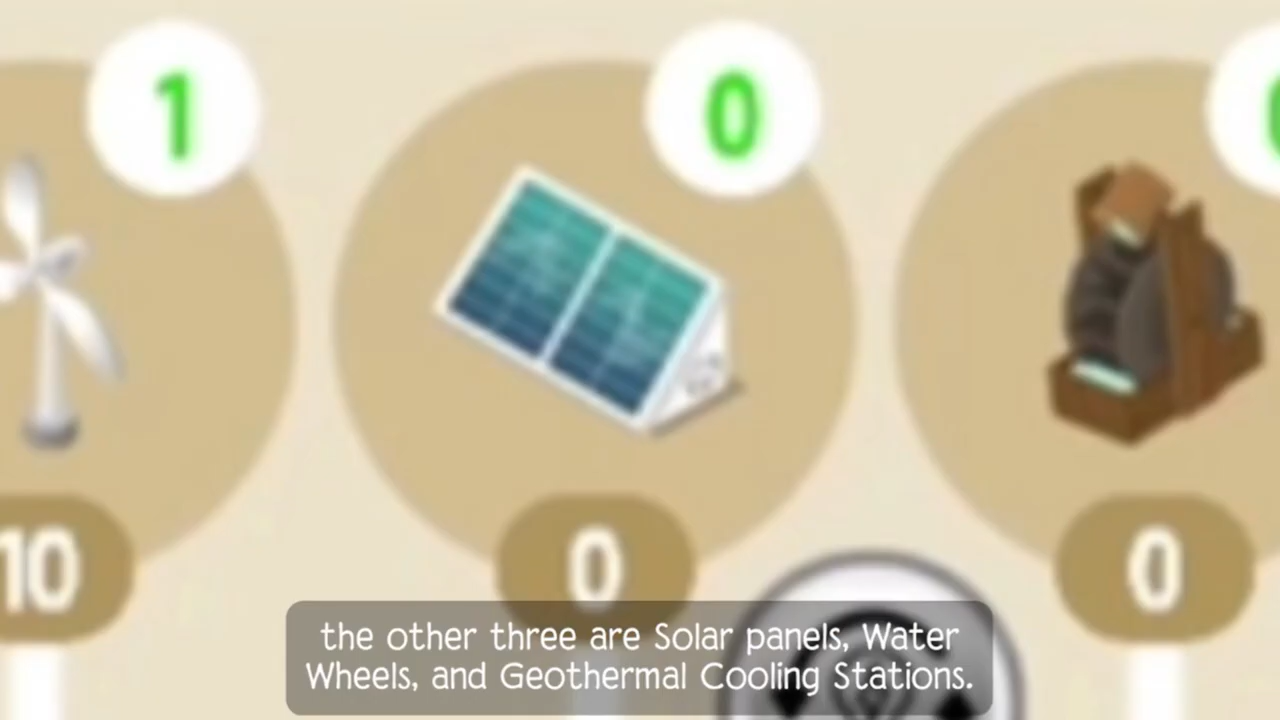 1
0
10
0
0
the other three are Solar panels, Water
Wheels, and Geothermal Cooling Stations.